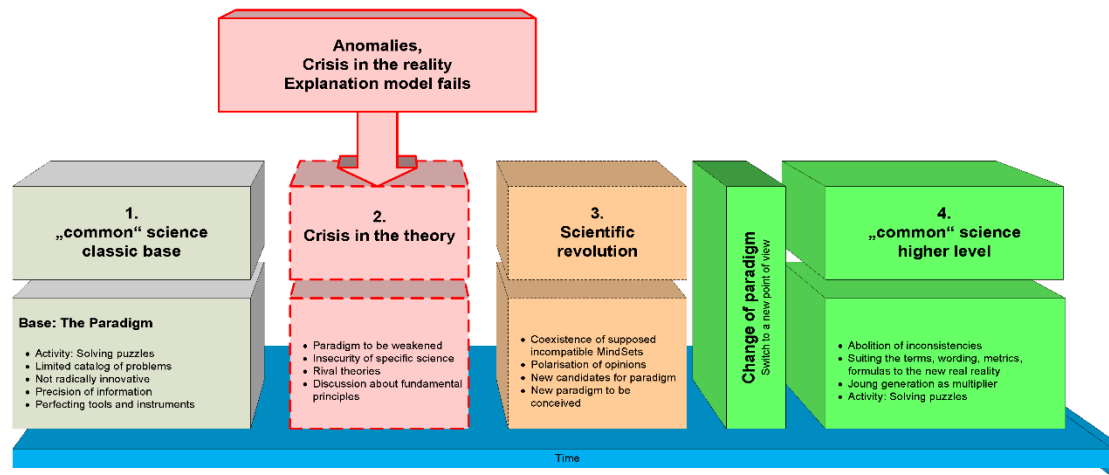 Anomalies,
Crisis in the reality
Explanation model fails
1.
„common“ science
classic base
2.
Crisis in the theory
3.
Scientific
revolution
4.
„common“ science
higher level
Base: The Paradigm
• Activity: Solving puzzles
• Limited catalog of problems
• Not radically innovative
• Precision of information
• Perfecting tools and instruments
• Paradigm to be weakened
• Insecurity of specific science
• Rival theories
• Discussion about fundamental
principles
• Coexistence of supposed
incompatible MindSets
• Polarisation of opinions
• New candidates for paradigm
• New paradigm to be
conceived
Change of paradigm
Switch to a new point of view
• Abolition of inconsistencies
• Suiting the terms, wording, metrics,
formulas to the new real reality
• Joung generation as multiplier
• Activity: Solving puzzles
Time